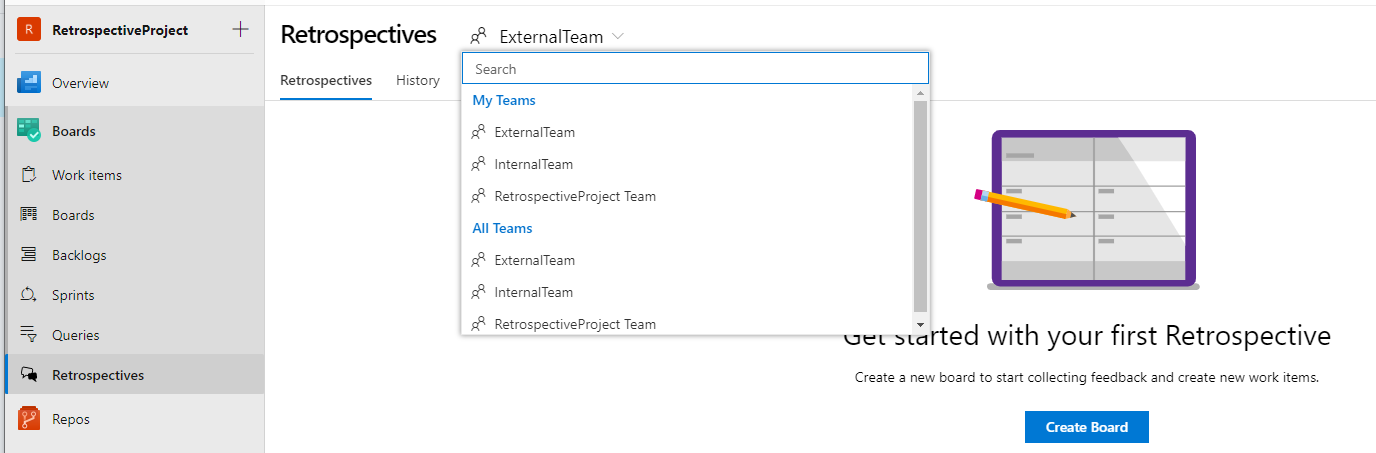 R RetrospectiveProject
Overview
Boards
Work items
Boards
Backlogs
Sprints
Queries
Retrospectives
Repos
Retrospectives
ExternalTeam
Retrospectives History
Search
My Teams
ExternalTeam
InternalTeam
RetrospectiveProject Team
All Teams
ExternalTeam
InternalTeam
RetrospectiveProject Team
Get started with your first Retrospective
Create a new board to start collecting feedback and create new work items.
Create Board